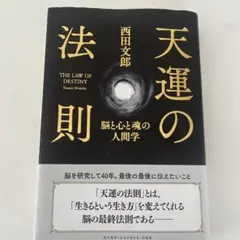 天運の
法則
西田文郎
THE LAW OF
DESTINY
Fumio Nishida
脳と心と魂の
人間学
脳を研究して40年。最後の最後に伝えたいこと
「天運の法則」とは、
「生きるという生き方」を変えてくれる
脳の最終法則である――